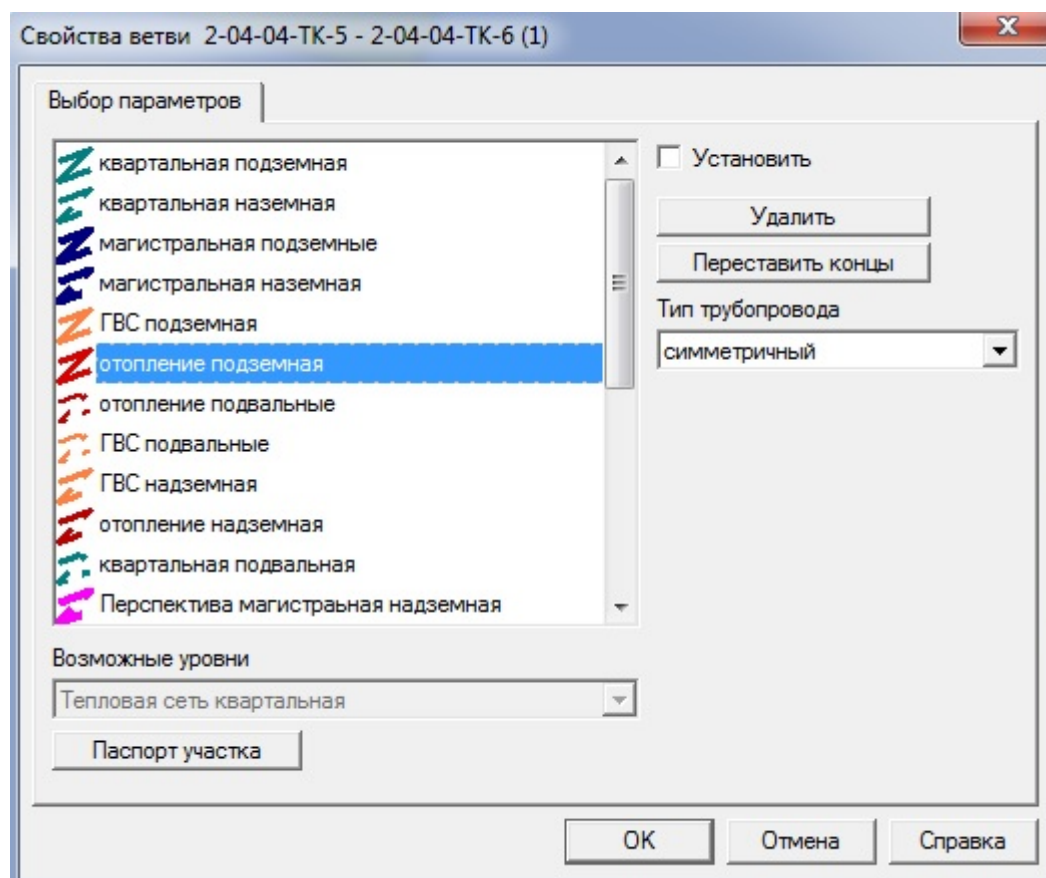 Свойства ветви 2-04-04-ТК-5 - 2-04-04-ТК-6 (1)
Выбор параметров
квартальная подземная
квартальная наземная
магистральная подземные
магистральная наземная
ГВС подземная
отопление подземная
отопление подвальные
ГВС подвальные
ГВС надземная
отопление надземная
квартальная подвальная
Перспектива магистраьная надземная
Установить
Удалить
Переставить концы
Тип трубопровода
симметричный
Возможные уровни
Тепловая сеть квартальная
Паспорт участка
OK
Отмена
Справка